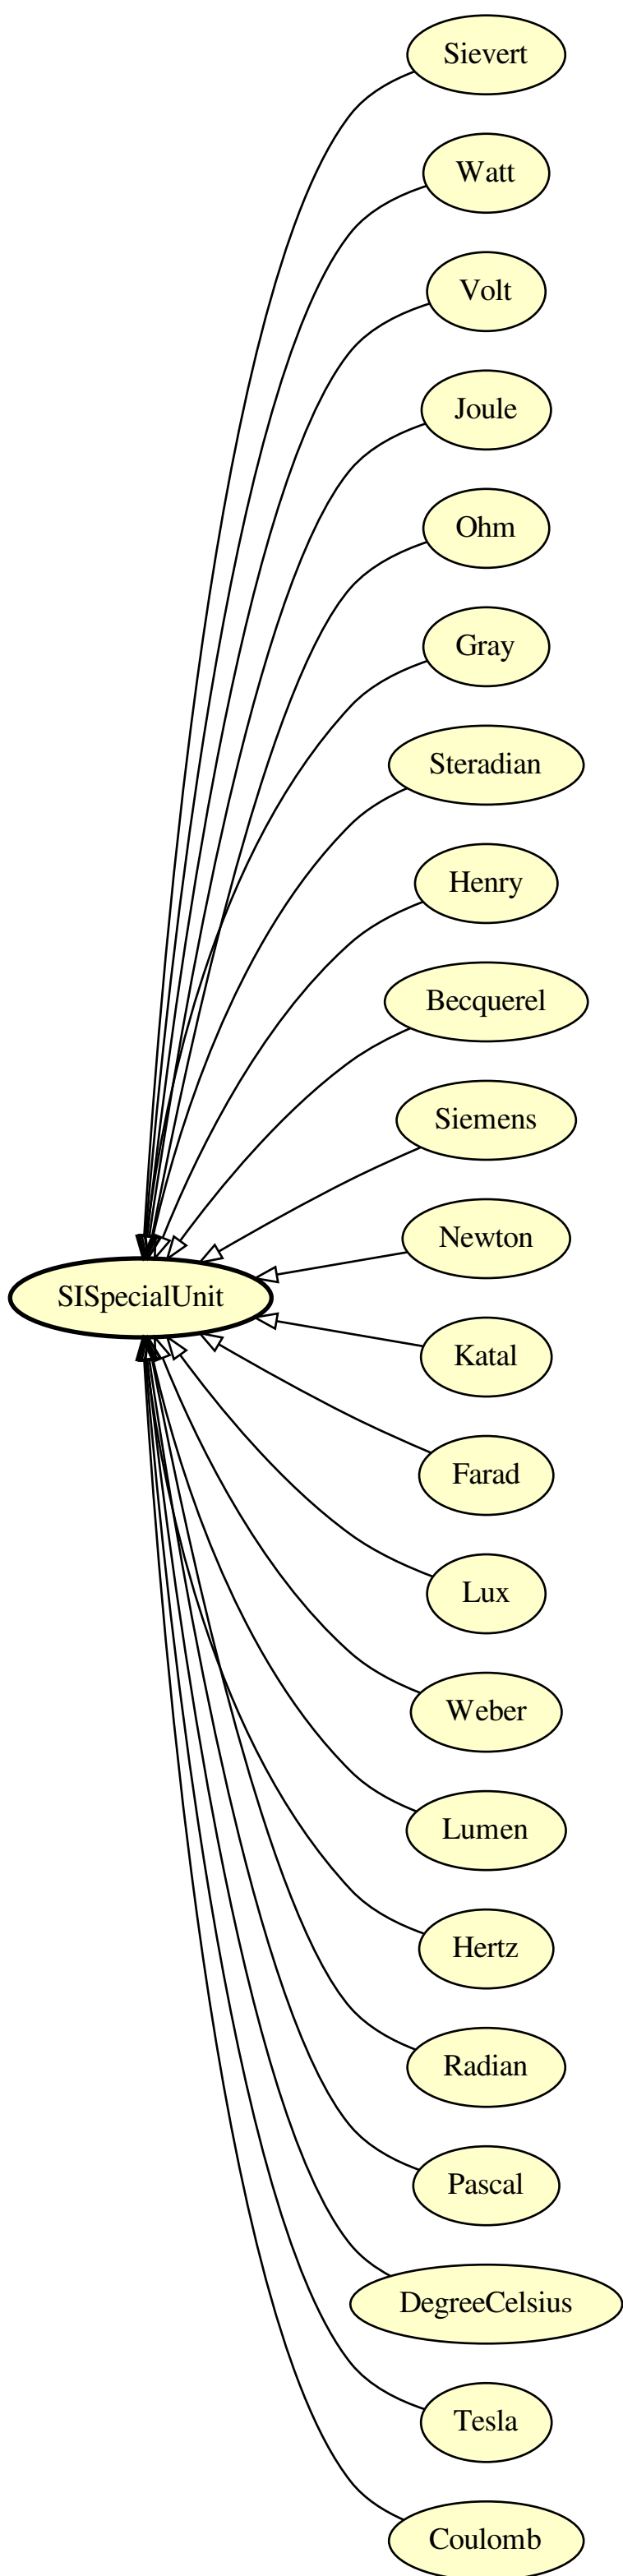 Sievert
Watt
Volt
Joule
Ohm
Gray
Steradian
Henry
Becquerel
Siemens
Newton
SISpecialUnit
Katal
Farad
Lux
Weber
Lumen
Hertz
Radian
Pascal
DegreeCelsius
Tesla
Coulomb